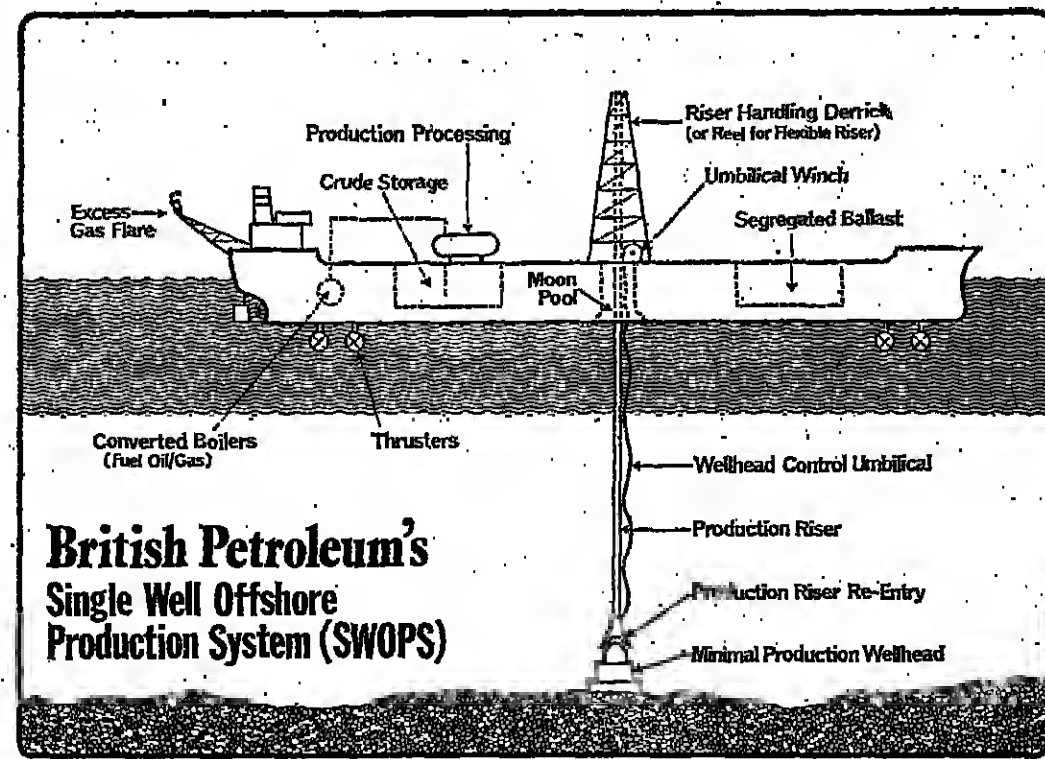 Riser Handling Derrick
(or Reel for Flexible Riser)
Production Processing
Crude Storage
Umbilical Winch
Excess
Gas Flare
Segregated Ballast
Moon
Pool
Converted Boilers
(Fuel Oil/Gas)
Thrusters
Wellhead Control Umbilical
Production Riser
Production Riser Re-Entry
Minimal Production Wellhead
British Petroleum's
Single Well Offshore
Production System (SWOPS)